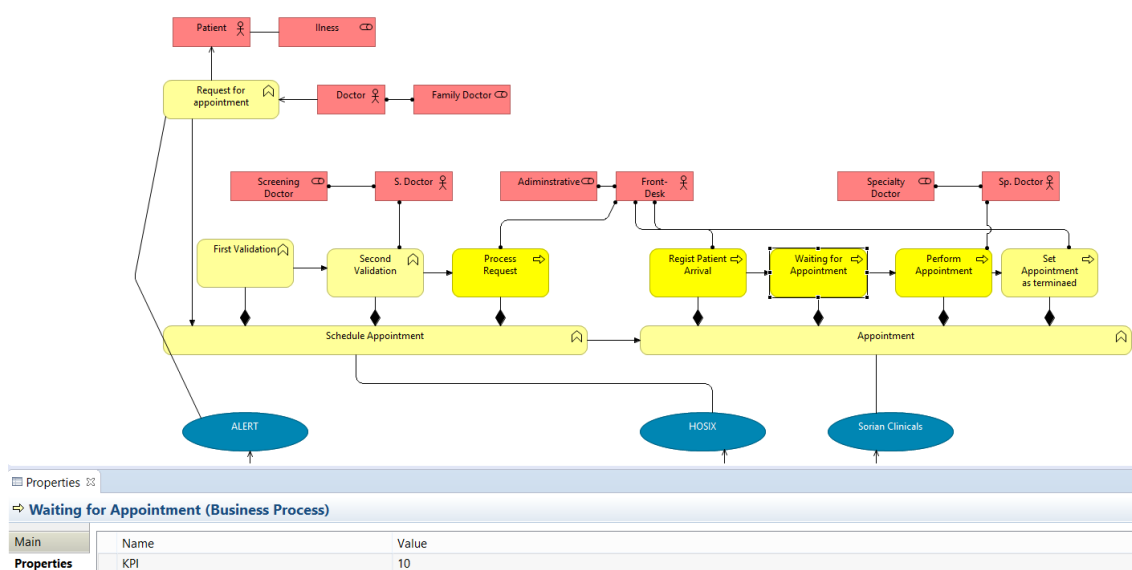 Patient
Ilness
Request for
appointment
Doctor
Family Doctor
Screening
Doctor
S. Doctor
Adiminstrative
Front-
Desk
Specialty
Doctor
Sp. Doctor
First Validation
Second
Validation
Process
Request
Regist Patient
Arrival
Waiting for
Appointment
Perform
Appointment
Set
Appointment
as terminaed
Schedule Appointment
Appointment
ALERT
HOSIX
Sorian Clinicals
Properties
Waiting for Appointment (Business Process)
Main
Name
Value
Properties
KPI
10